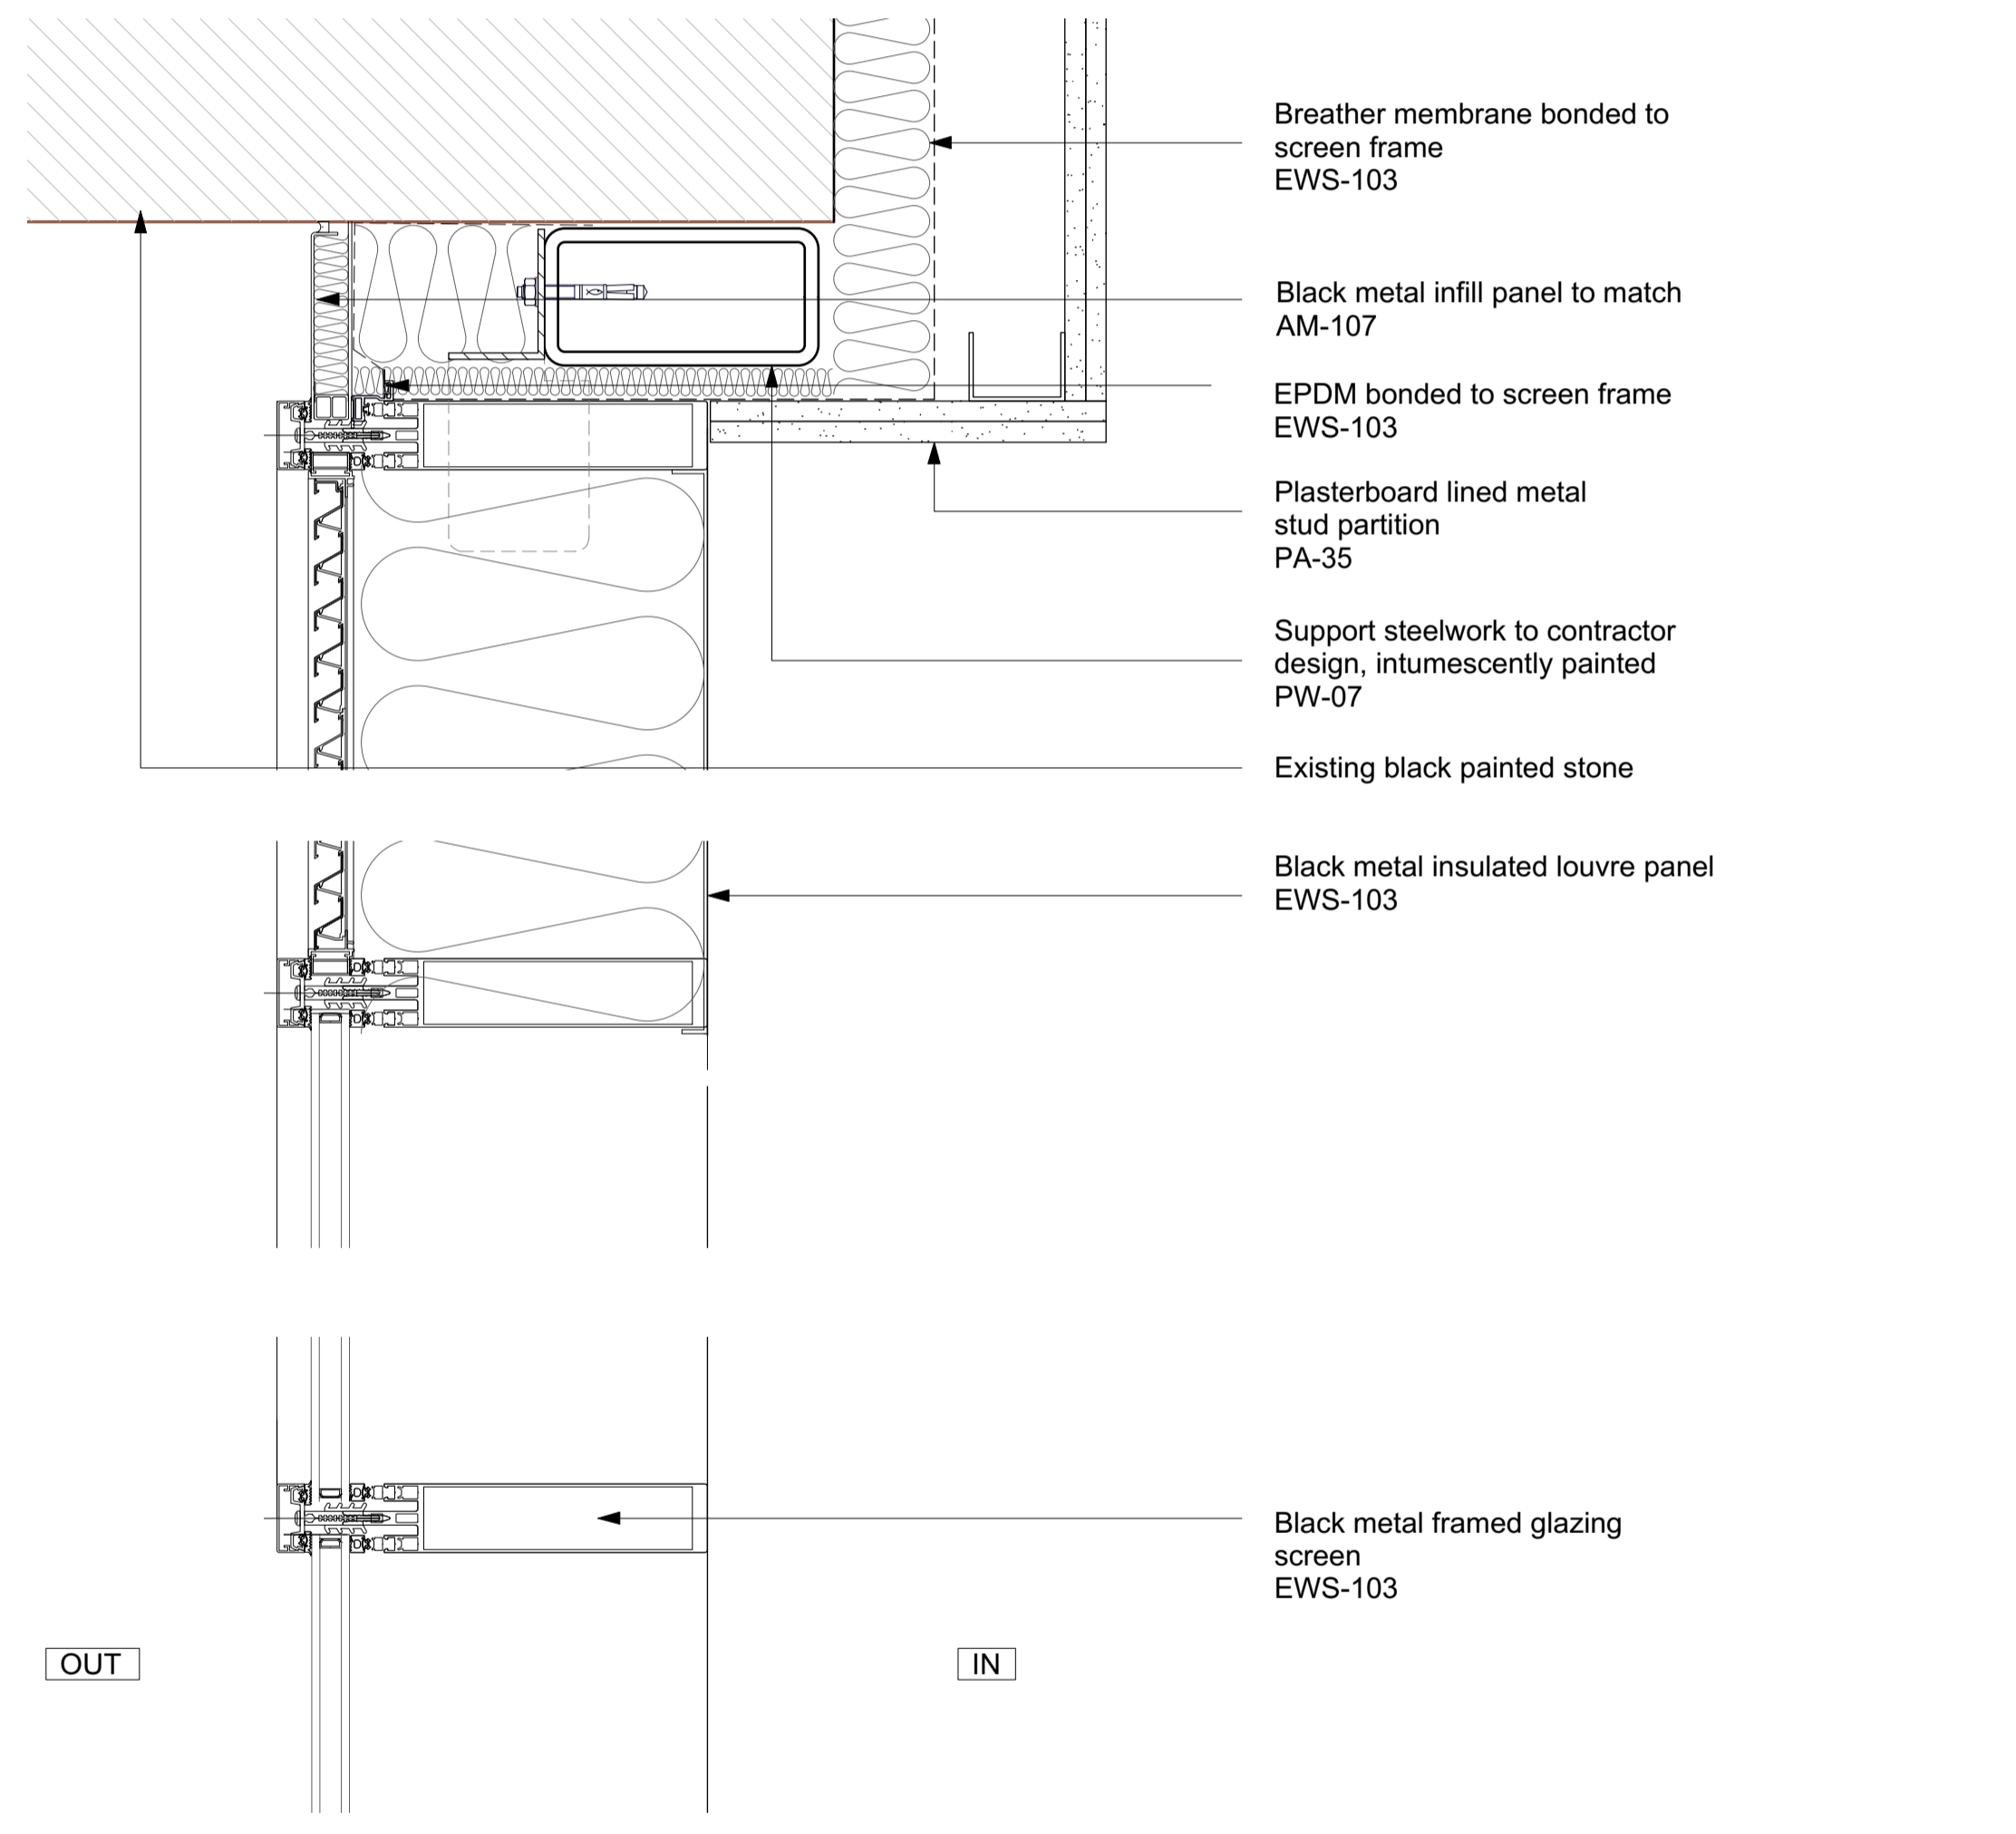 Breather membrane bonded to
screen frame
EWS-103
Black metal infill panel to match
AM-107
EPDM bonded to screen frame
EWS-103
Plasterboard lined metal
stud partition
PA-35
Support steelwork to contractor
design, intumescently painted
PW-07
Existing black painted stone
Black metal insulated louvre panel
EWS-103
Black metal framed glazing
screen
EWS-103
OUT
IN